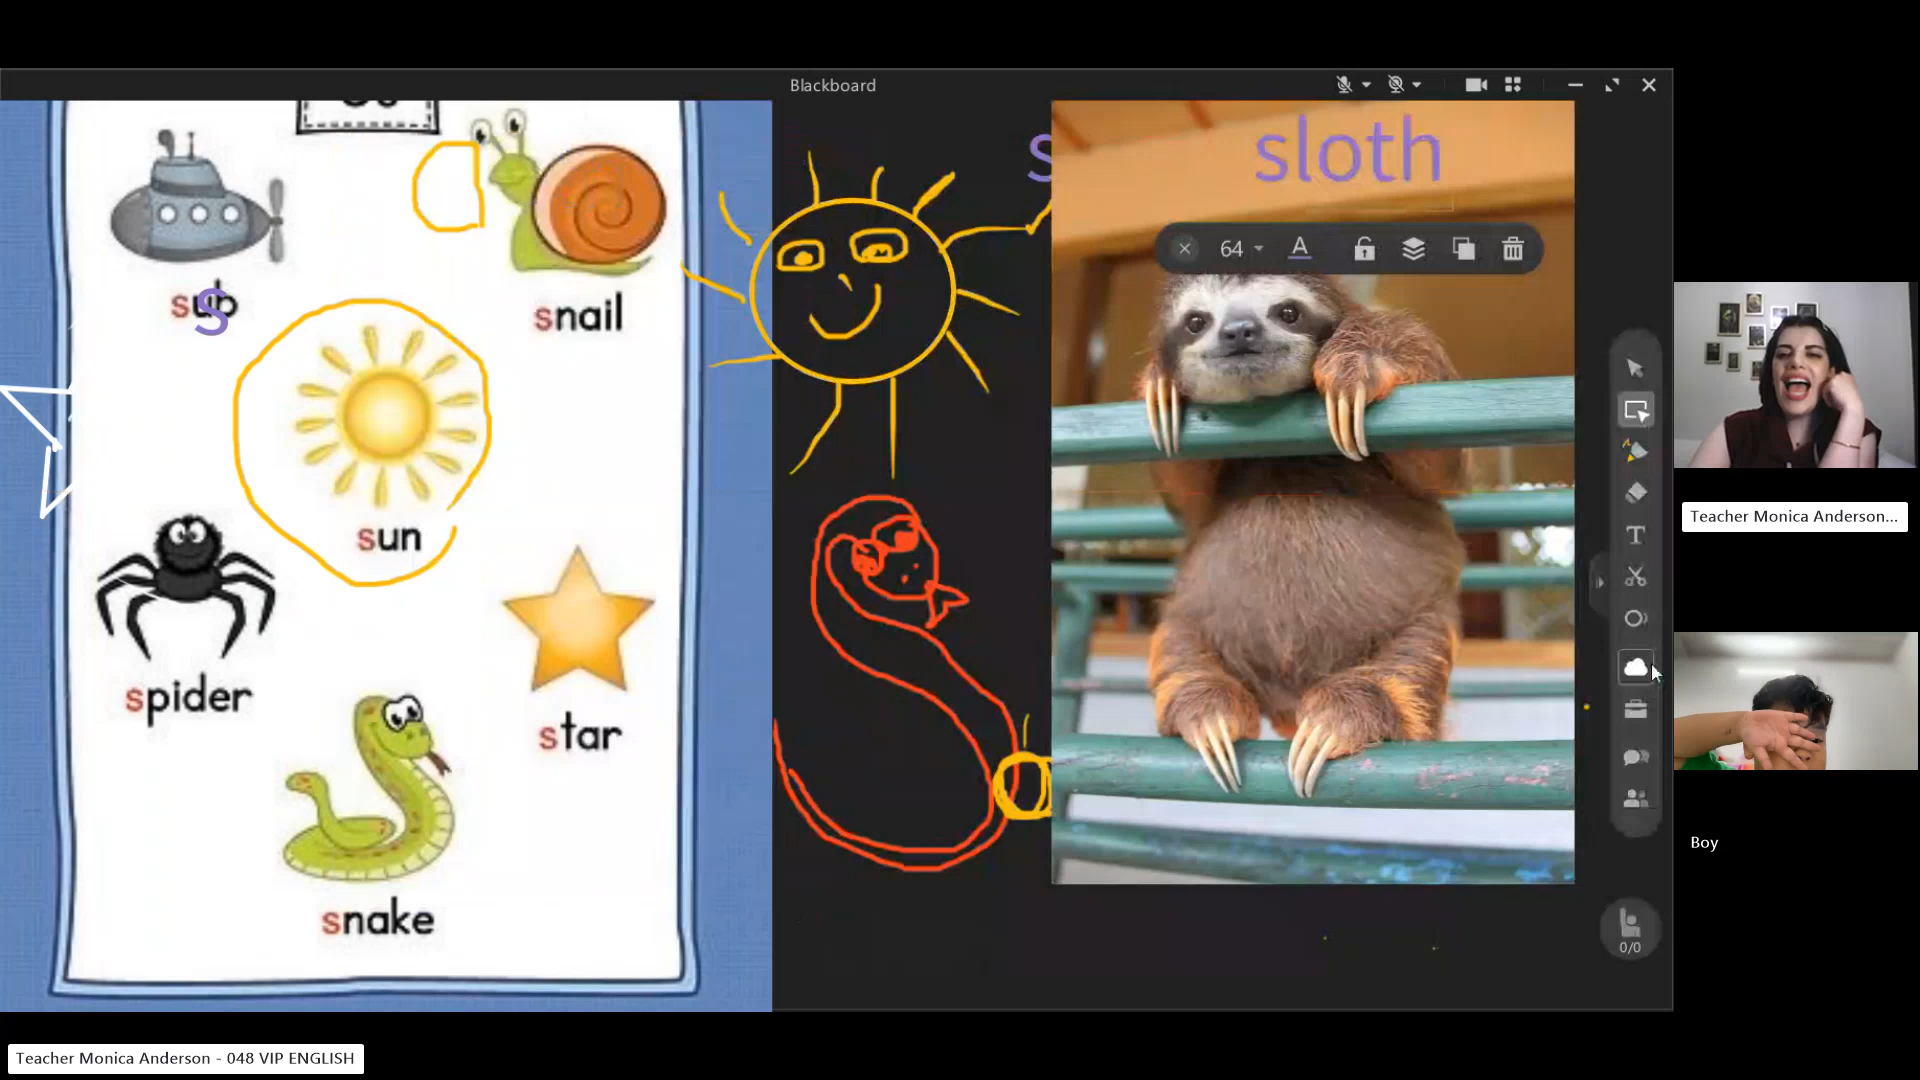 Blackboard
sloth
64
sub
s
snail
s
sun
spider
star
snake
Teacher Monica Anderson...
Boy
0/0
Teacher Monica Anderson - 048 VIP ENGLISH